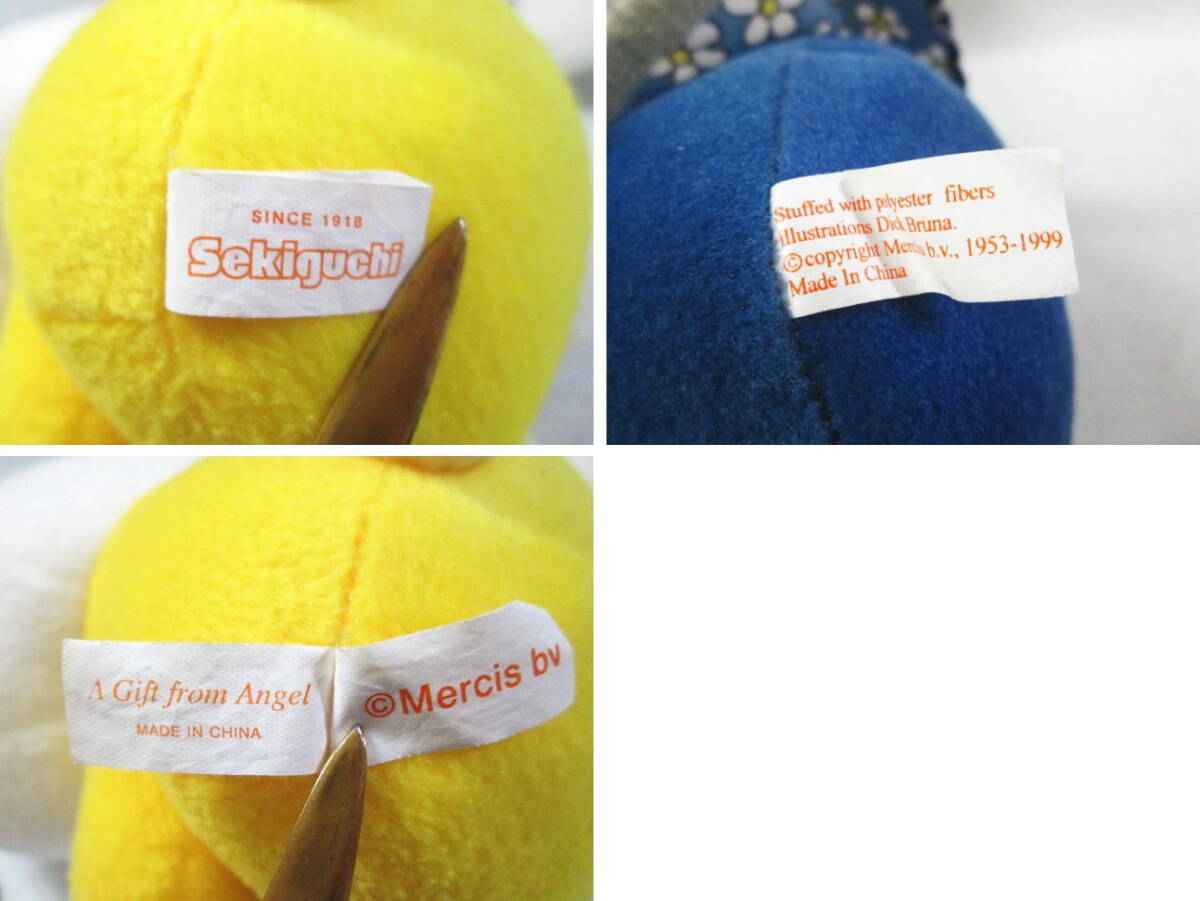 SINCE 1918
Sekiguchi
Stuffed with polyester fibers
illustrations Dick Bruna.
©copyright Mercis b.v., 1953-1999
Made In China
A Gift from Angel
MADE IN CHINA
©Mercis bv